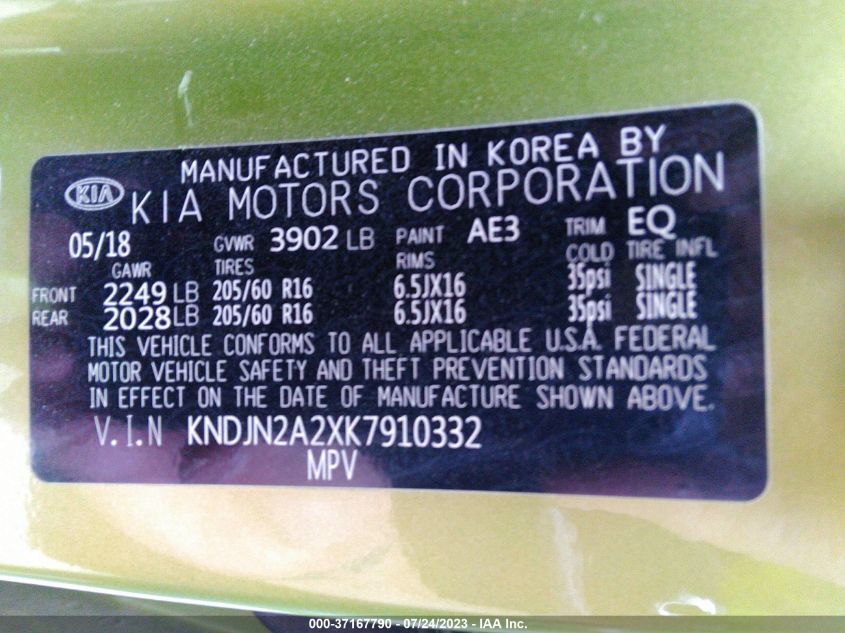 MANUFACTURED IN KOREA BY
KIA KIA MOTORS CORPORATION
05/18 GVWR 3902 LB PAINT AE3 TRIM EQ
GAWR TIRES RIMS COLD TIRE INFL
FRONT 2249 LB 205/60 R16 6.5JX16 35psi SINGLE
REAR 2028 LB 205/60 R16 6.5JX16 35psi SINGLE
THIS VEHICLE CONFORMS TO ALL APPLICABLE U.S.A. FEDERAL
MOTOR VEHICLE SAFETY AND THEFT PREVENTION STANDARDS
IN EFFECT ON THE DATE OF MANUFACTURE SHOWN ABOVE.
V.I.N KNDJN2A2XK7910332
MPV
000-37167790 - 07/24/2023 - IAA Inc.